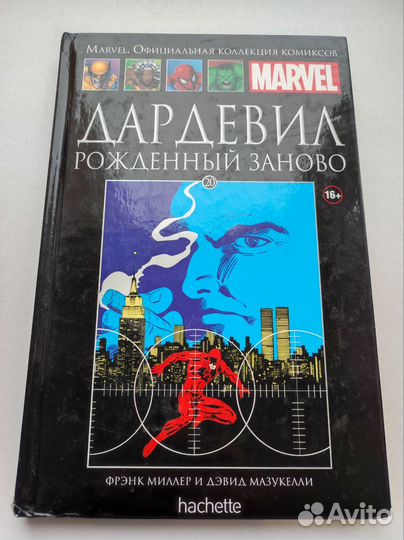 MARVEL. ОФИЦИАЛЬНАЯ КОЛЛЕКЦИЯ КОМИКСОВ
MARVEL
ДАРДЕВИЛ
РОЖДЕННЫЙ ЗАНОВО
20
16+
ФРЭНК МИЛЛЕР И ДЭВИД МАЗУКЕЛЛИ
hachette
Avito